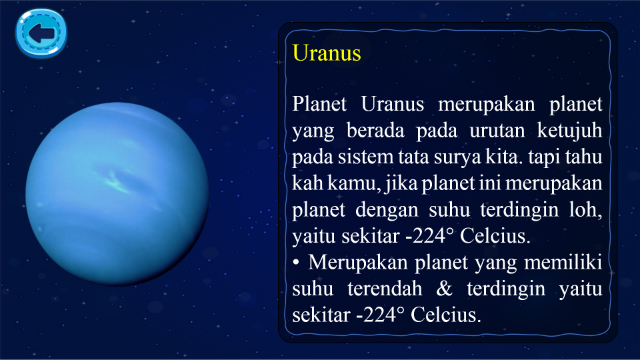 Uranus
Planet Uranus merupakan planet
yang berada pada urutan ketujuh
pada sistem tata surya kita. tapi tahu
kah kamu, jika planet ini merupakan
planet dengan suhu terdingin loh,
yaitu sekitar -224° Celcius.
• Merupakan planet yang memiliki
suhu terendah & terdingin yaitu
sekitar -224° Celcius.